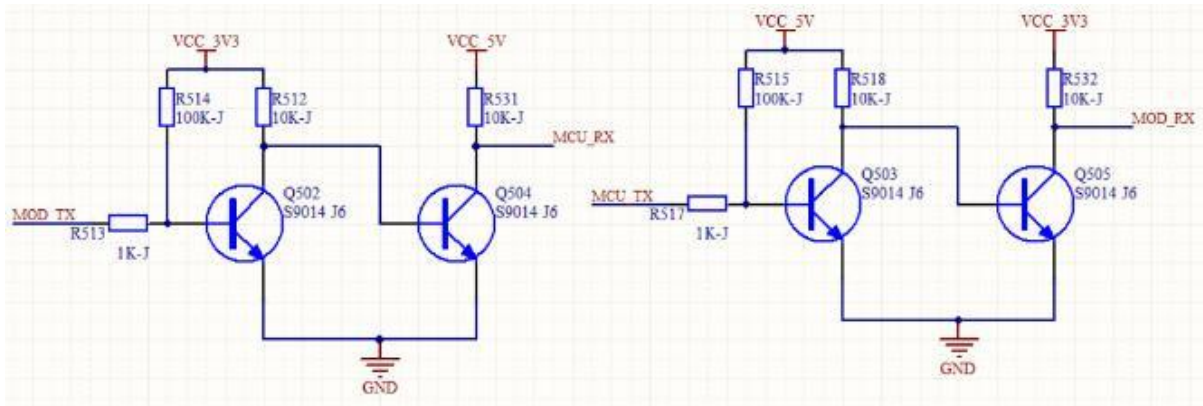 VCC_3V3
R514
100K-J
R512
10K-J
VCC_5V
R531
10K-J
MCU_RX
Q502
S9014 J6
Q504
S9014 J6
MOD_TX
R513
1K-J
GND
VCC_5V
R515
100K-J
R518
10K-J
VCC_3V3
R532
10K-J
MOD_RX
Q503
S9014 J6
Q505
S9014 J6
MCU_TX
R517
1K-J
GND